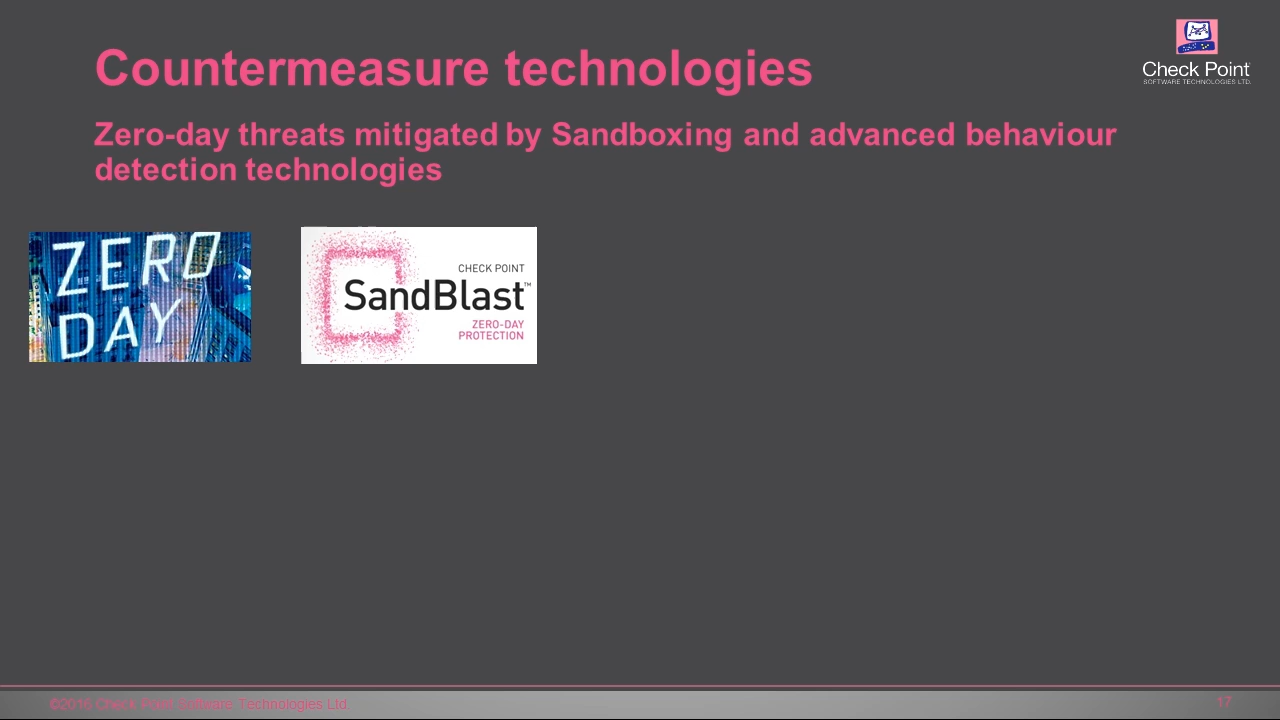 Countermeasure technologies
Check Point
SOFTWARE TECHNOLOGIES LTD.
Zero-day threats mitigated by Sandboxing and advanced behaviour
detection technologies
ZERO
DAY
CHECK POINT
SandBlast™
ZERO-DAY
PROTECTION
©2016 Check Point Software Technologies Ltd.
17